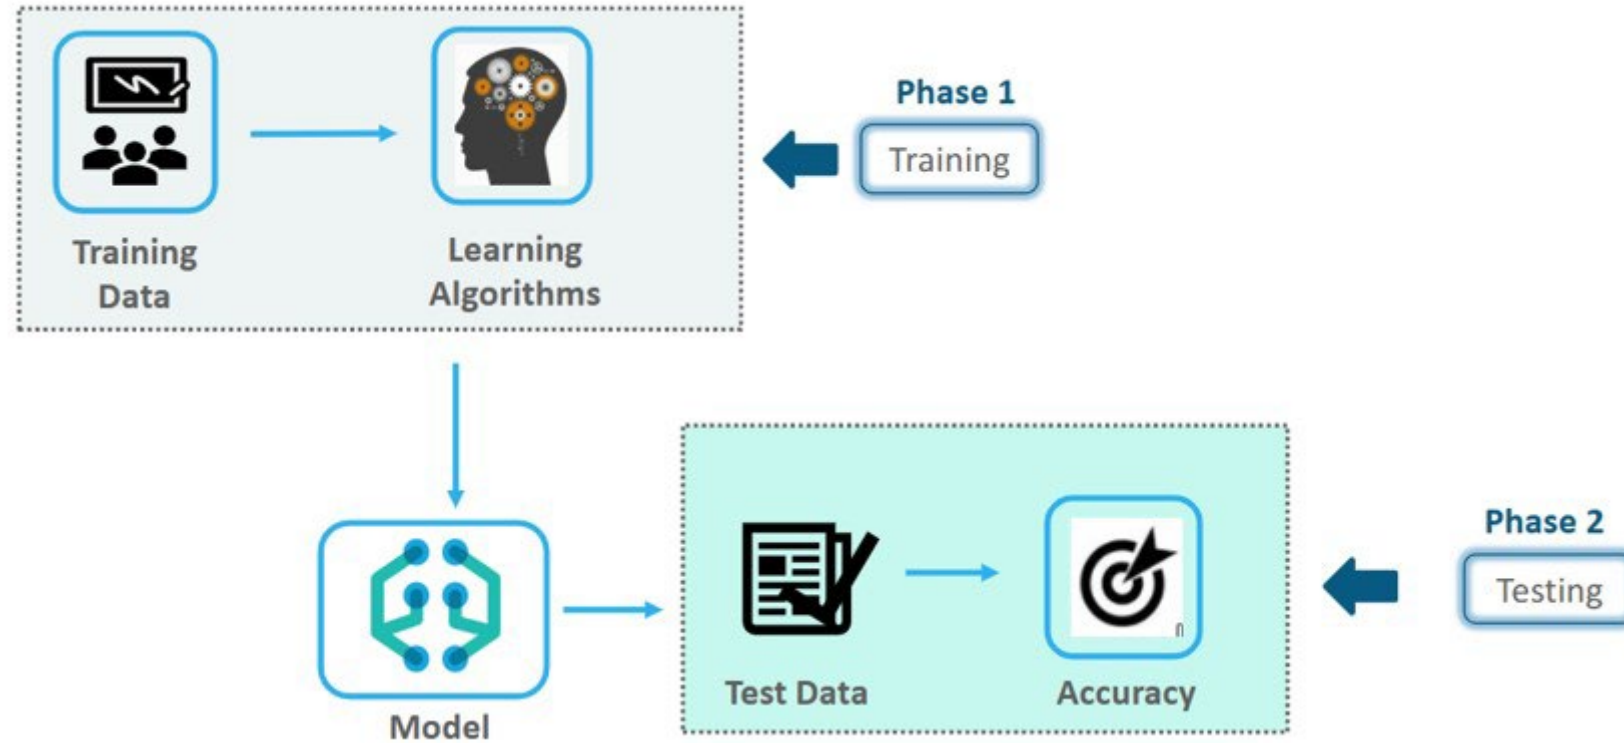 Phase 1
Training
Training
Data
Learning
Algorithms
Phase 2
Testing
Test Data
Accuracy
Model